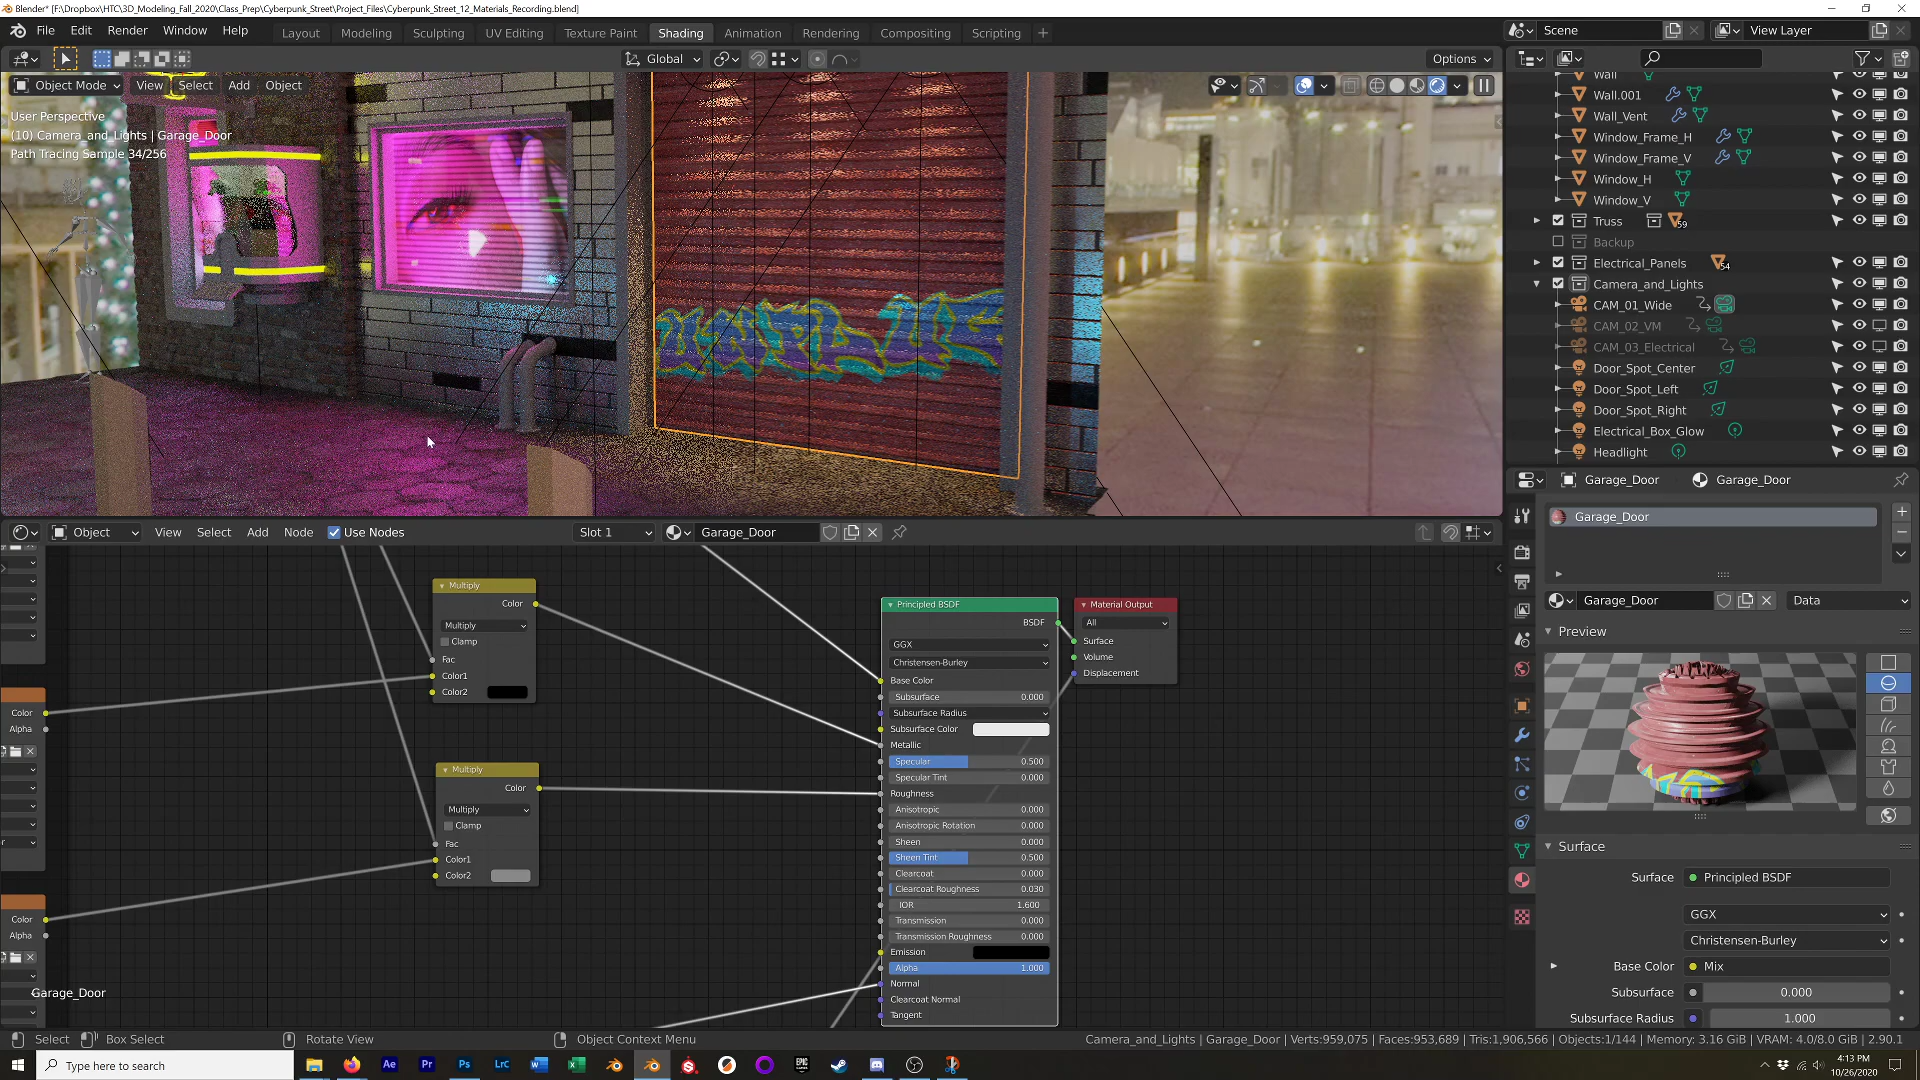 Blender* [F:\Dropbox\HTC\3D_Modeling_Fall_2020\Class_Prep\Cyberpunk_Street\Project_Files\Cyberpunk_Street_12_Materials_Recording.blend]
File Edit Render Window Help
Layout Modeling Sculpting UV Editing Texture Paint Shading Animation Rendering Compositing Scripting +
Scene
View Layer
Global
Options
Object Mode View Select Add Object
User Perspective
(10) Camera_and_Lights | Garage_Door
Path Tracing Sample 34/256
Wall
Wall.001
Wall_Vent
Window_Frame_H
Window_Frame_V
Window_H
Window_V
Truss 59
Backup
Electrical_Panels 54
Camera_and_Lights
CAM_01_Wide
CAM_02_VM
CAM_03_Electrical
Door_Spot_Center
Door_Spot_Left
Door_Spot_Right
Electrical_Box_Glow
Headlight
Garage_Door Garage_Door
Garage_Door
Garage_Door Data
Preview
Surface
Surface Principled BSDF
GGX
Christensen-Burley
Base Color Mix
Subsurface 0.000
Subsurface Radius 1.000
Object View Select Add Node Use Nodes Slot 1 Garage_Door
Multiply
Color
Multiply
Clamp
Fac
Color1
Color2
Multiply
Color
Multiply
Clamp
Fac
Color1
Color2
Color
Alpha
Color
Alpha
Principled BSDF
BSDF
GGX
Christensen-Burley
Base Color
Subsurface 0.000
Subsurface Radius
Subsurface Color
Metallic
Specular 0.500
Specular Tint 0.000
Roughness
Anisotropic 0.000
Anisotropic Rotation 0.000
Sheen 0.000
Sheen Tint 0.500
Clearcoat 0.000
Clearcoat Roughness 0.030
IOR 1.600
Transmission 0.000
Transmission Roughness 0.000
Emission
Alpha 1.000
Normal
Clearcoat Normal
Tangent
Material Output
All
Surface
Volume
Displacement
Garage_Door
Select Box Select Rotate View Object Context Menu
Camera_and_Lights | Garage_Door | Verts:959,075 | Faces:953,689 | Tris:1,906,566 | Objects:1/144 | Memory: 3.16 GiB | VRAM: 4.0/8.0 GiB | 2.90.1
Type here to search
Ae Pr Ps Lrc
4:13 PM
10/26/2020